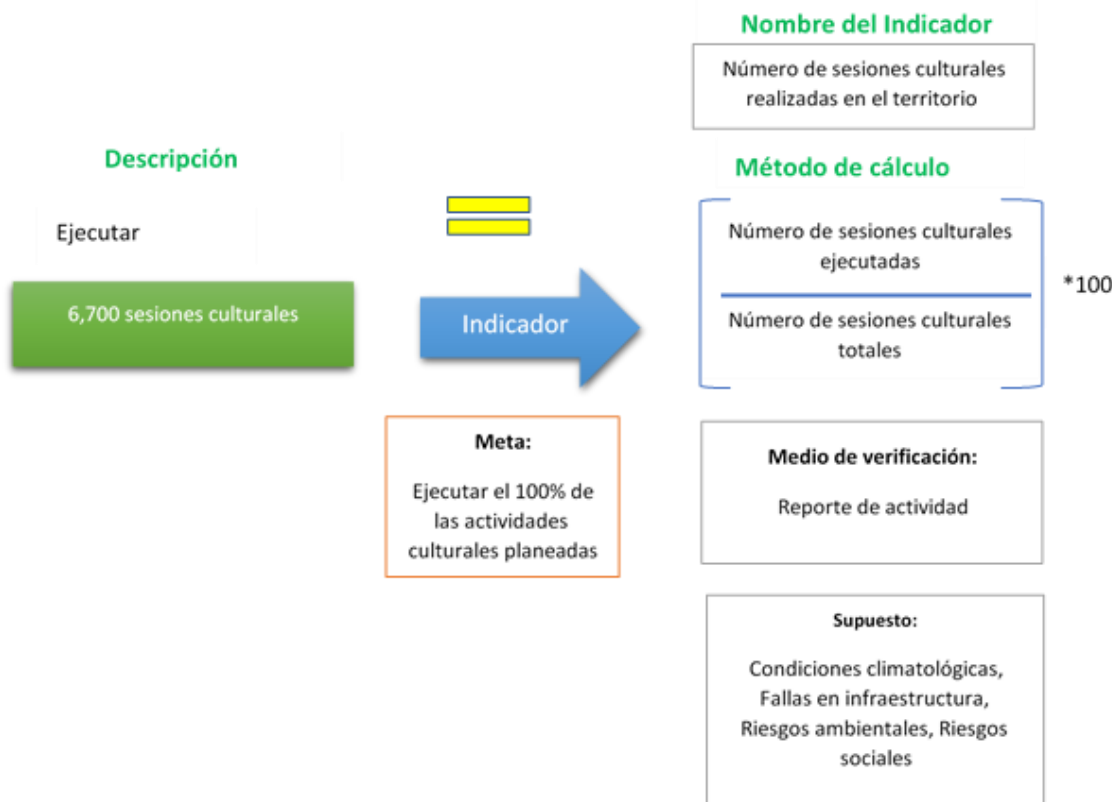 Nombre del Indicador
Número de sesiones culturales
realizadas en el territorio
Descripción
Ejecutar
6,700 sesiones culturales
Indicador
Método de cálculo
Número de sesiones culturales
ejecutadas
Número de sesiones culturales
totales
*100
Meta:
Ejecutar el 100% de
las actividades
culturales planeadas
Medio de verificación:
Reporte de actividad
Supuesto:
Condiciones climatológicas,
Fallas en infraestructura,
Riesgos ambientales, Riesgos
sociales